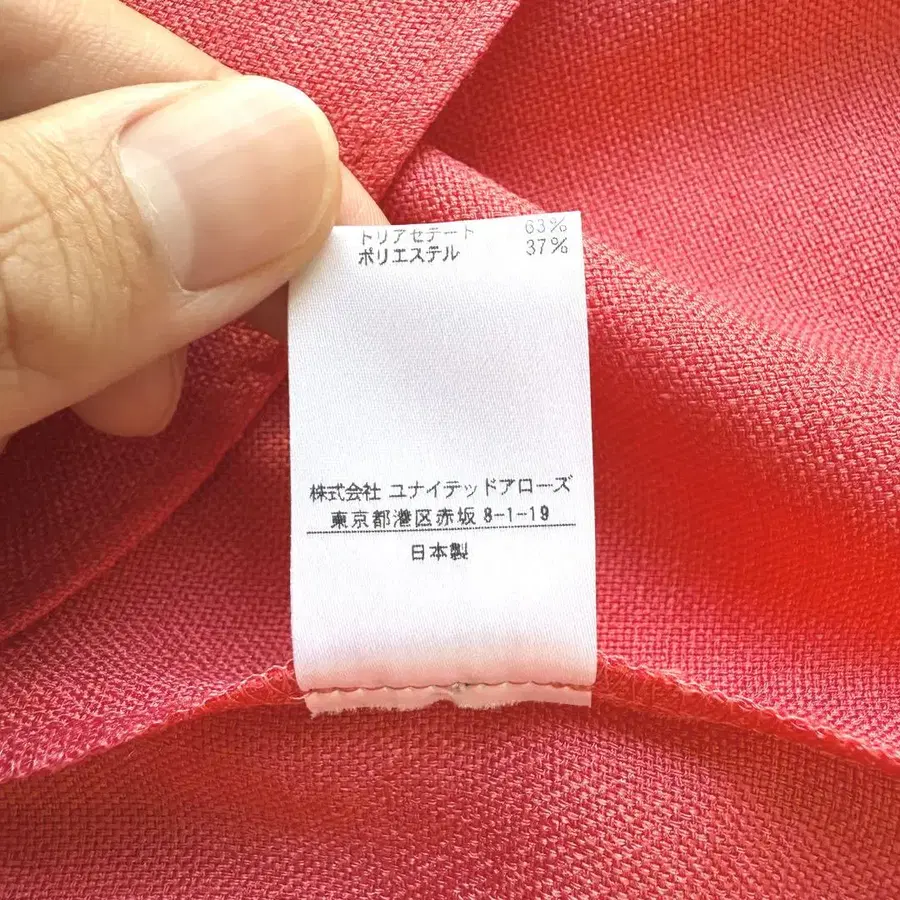 トリアセテート 63%
ポリエステル 37%
株式会社 ユナイテッドアローズ
東京都港区赤坂 8-1-19
日本製